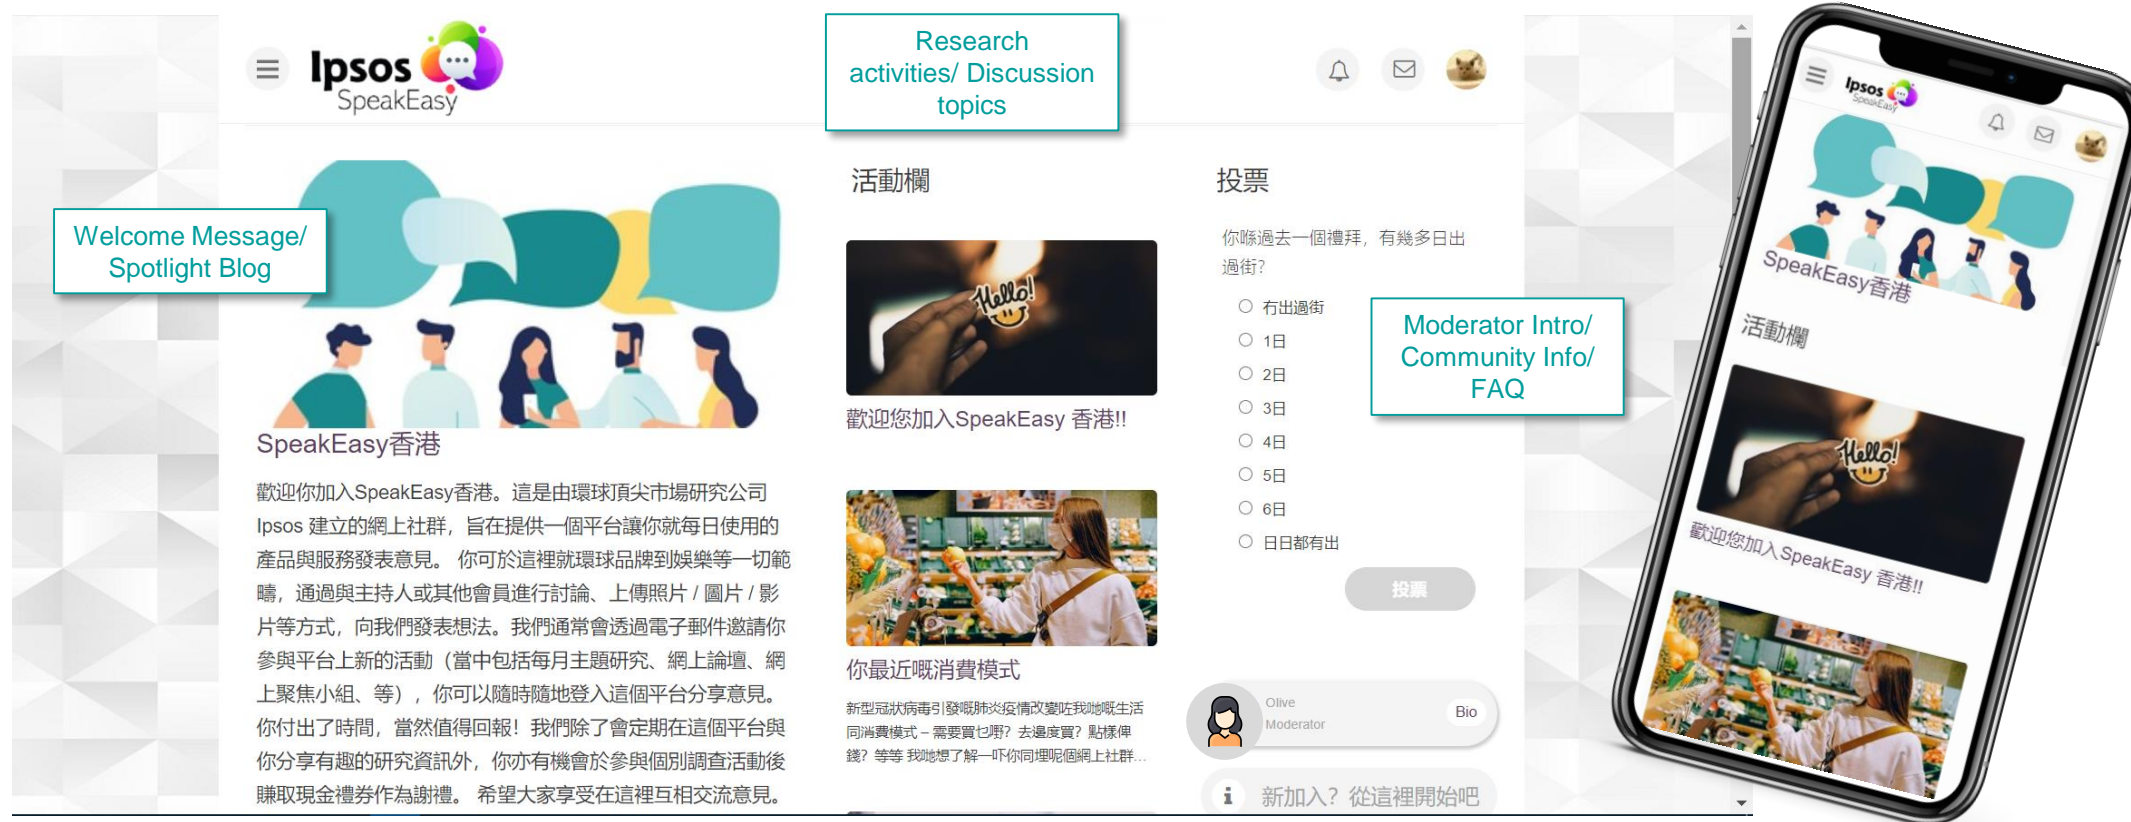 Ipsos
SpeakEasy
Research
activities/ Discussion
topics
Welcome Message/
Spotlight Blog
SpeakEasy香港
歡迎你加入SpeakEasy香港。這是由環球頂尖市場研究公司
Ipsos 建立的網上社群，旨在提供一個平台讓你就每日使用的
產品與服務發表意見。 你可於這裡就環球品牌到娛樂等一切範
疇，通過與主持人或其他會員進行討論、上傳照片 / 圖片 / 影
片等方式，向我們發表想法。我們通常會透過電子郵件邀請你
參與平台上新的活動（當中包括每月主題研究、網上論壇、網
上聚焦小組、等），你可以隨時隨地登入這個平台分享意見。
你付出了時間，當然值得回報！我們除了會定期在這個平台與
你分享有趣的研究資訊外，你亦有機會於參與個別調查活動後
賺取現金禮券作為謝禮。 希望大家享受在這裡互相交流意見。
活動欄
Hello!
歡迎您加入SpeakEasy 香港!!
你最近嘅消費模式
新型冠狀病毒引發嘅肺炎疫情改變咗我哋嘅生活
同消費模式 – 需要買乜嘢？去邊度買？點樣俾
錢？等等 我哋想了解一吓你同埋呢個網上社群...
投票
你喺過去一個禮拜，有幾多日出
過街？
冇出過街
1日
2日
3日
4日
5日
6日
日日都有出
投票
Moderator Intro/
Community Info/
FAQ
Olive
Moderator
Bio
新加入？從這裡開始吧
Ipsos
SpeakEasy
SpeakEasy香港
活動欄
Hello!
歡迎您加入SpeakEasy 香港!!